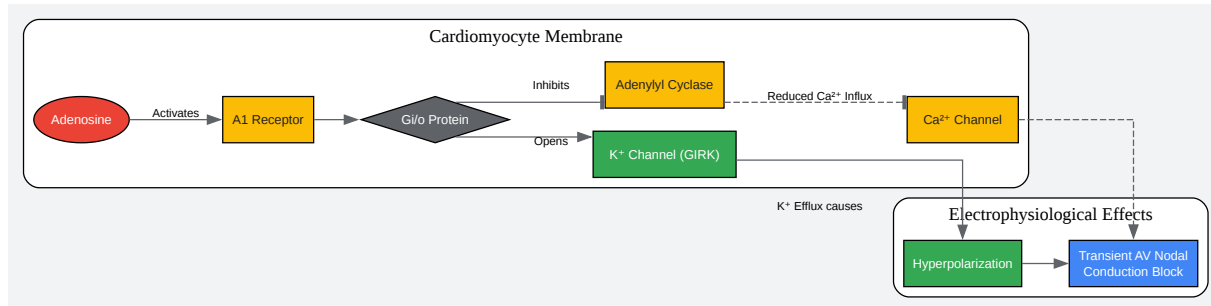 Cardiomyocyte Membrane
Adenosine
Activates
A1 Receptor
Gi/o Protein
Inhibits
Adenylyl Cyclase
Reduced Ca²⁺ Influx
Ca²⁺ Channel
Opens
K⁺ Channel (GIRK)
K⁺ Efflux causes
Electrophysiological Effects
Hyperpolarization
Transient AV Nodal
Conduction Block